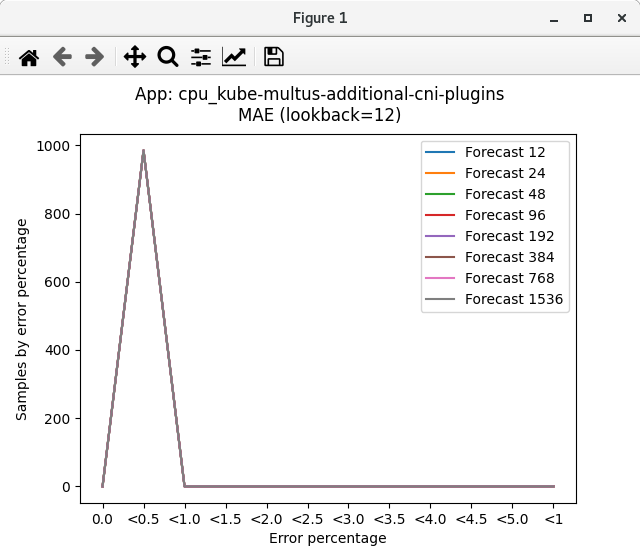 Figure 1
App: cpu_kube-multus-additional-cni-plugins
MAE (lookback=12)
Forecast 12
Forecast 24
Forecast 48
Forecast 96
Forecast 192
Forecast 384
Forecast 768
Forecast 1536
Samples by error percentage
1000
800
600
400
200
0
0.0 <0.5 <1.0 <1.5 <2.0 <2.5 <3.0 <3.5 <4.0 <4.5 <5.0 <1
Error percentage